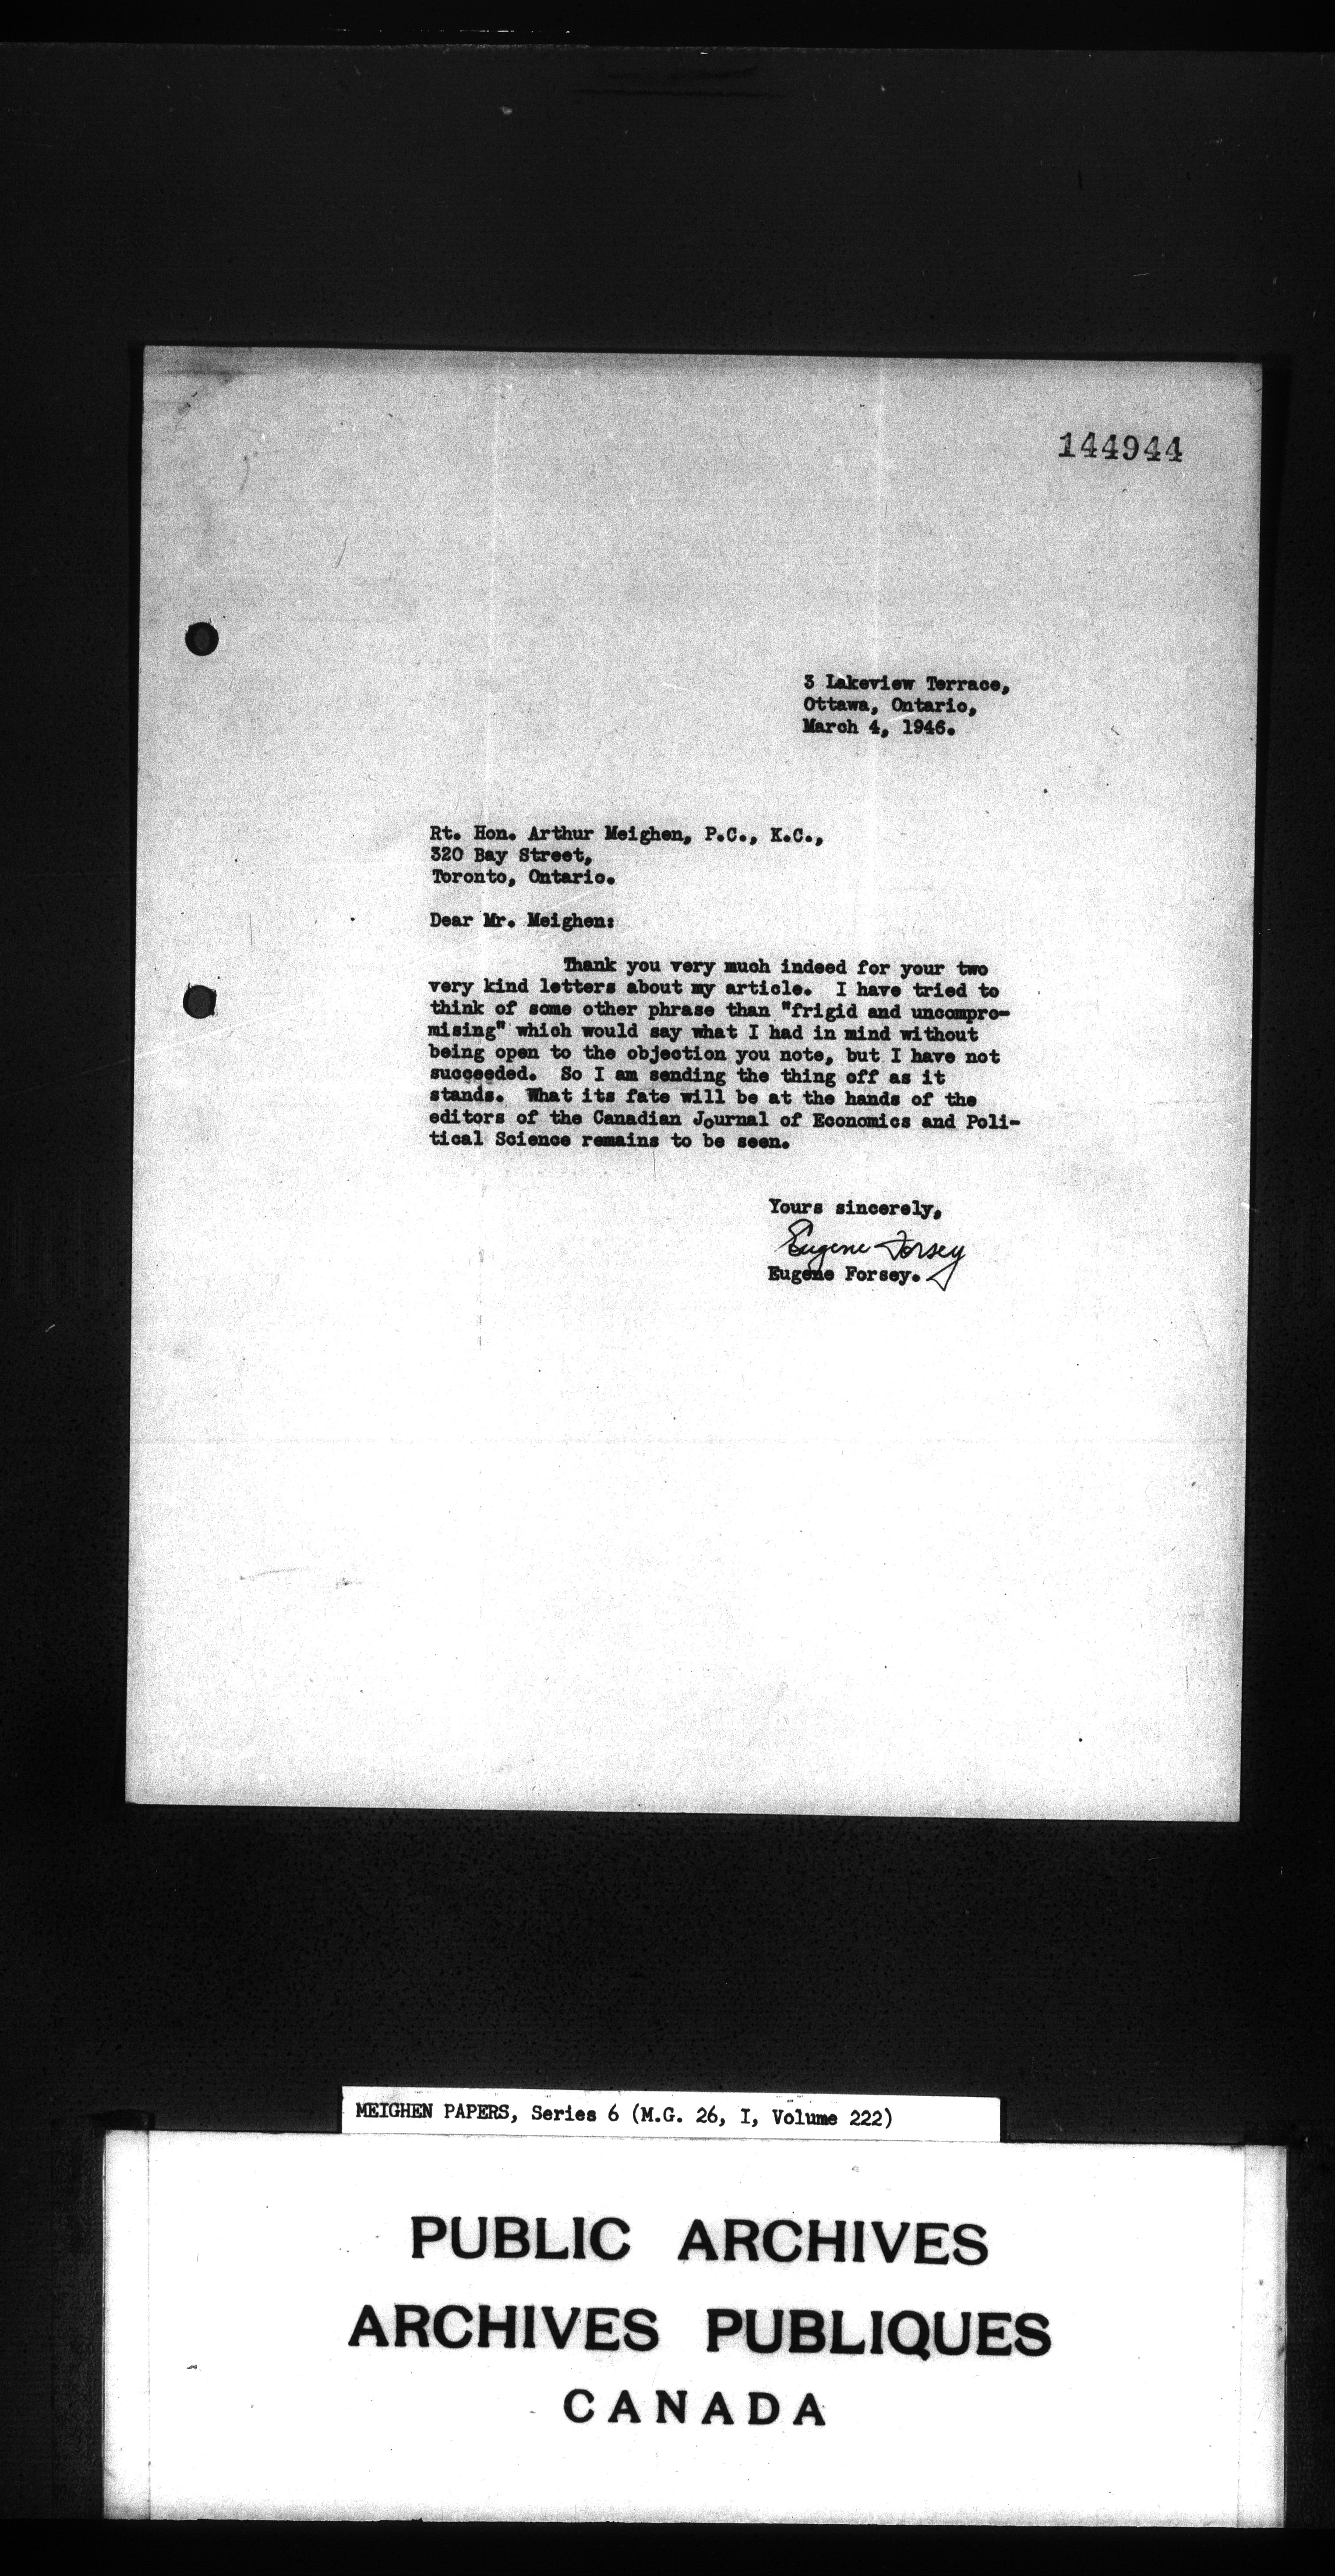 144944
3 Lakeview Terrace,
Ottawa, Ontario,
March 4, 1946.
Rt. Hon. Arthur Meighen, P.C., K.C.,
320 Bay Street,
Toronto, Ontario.
Dear Mr. Meighen:
Thank you very much indeed for your two
very kind letters about my article. I have tried to
think of some other phrase than "frigid and uncompro-
mising" which would say what I had in mind without
being open to the objection you note, but I have not
succeeded. So I am sending the thing off as it
stands. What its fate will be at the hands of the
editors of the Canadian Journal of Economics and Poli-
tical Science remains to be seen.
Yours sincerely,
Eugene Forsey
Eugene Forsey.
MEIGHEN PAPERS, Series 6 (M.G. 26, I, Volume 222)
PUBLIC ARCHIVES
ARCHIVES PUBLIQUES
CANADA